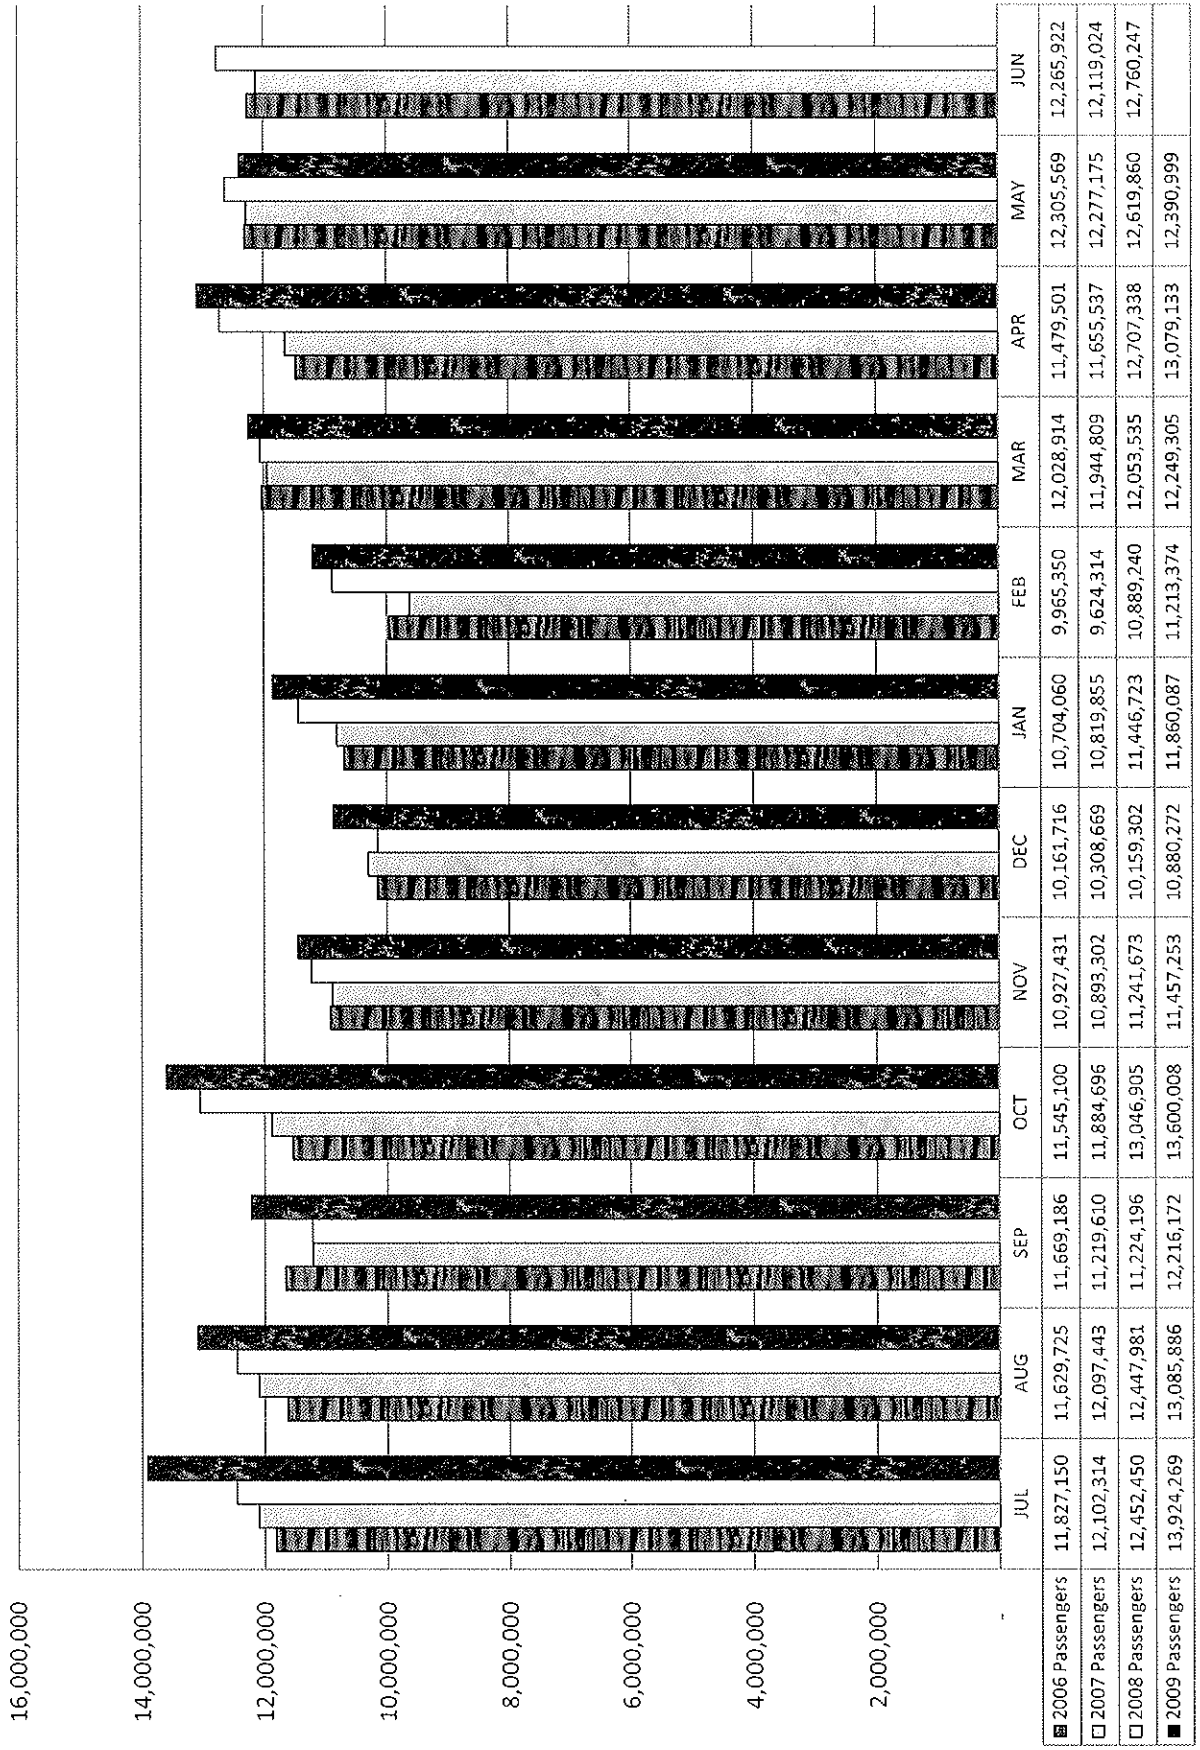 16,000,000
14,000,000
12,000,000
10,000,000
8,000,000
6,000,000
4,000,000
2,000,000
-
JUL AUG SEP OCT NOV DEC JAN FEB MAR APR MAY JUN
2006 Passengers 11,827,150 11,629,725 11,669,186 11,545,100 10,927,431 10,161,716 10,704,060 9,965,350 12,028,914 11,479,501 12,305,569 12,265,922
2007 Passengers 12,102,314 12,097,443 11,219,610 11,884,696 10,893,302 10,308,669 10,819,855 9,624,314 11,944,809 11,655,537 12,277,175 12,119,024
2008 Passengers 12,452,450 12,447,981 11,224,196 13,046,905 11,241,673 10,159,302 11,446,723 10,889,240 12,053,535 12,707,338 12,619,860 12,760,247
2009 Passengers 13,924,269 13,085,886 12,216,172 13,600,008 11,457,253 10,880,272 11,860,087 11,213,374 12,249,305 13,079,133 12,390,999